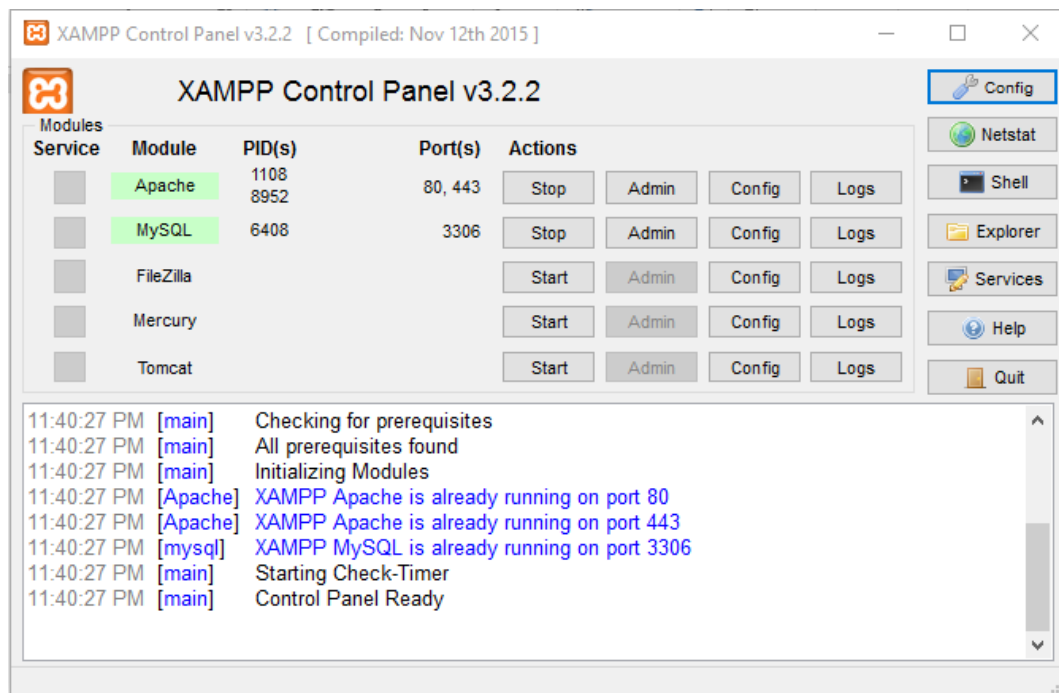 XAMPP Control Panel v3.2.2 [ Compiled: Nov 12th 2015 ]
XAMPP Control Panel v3.2.2
Config
Netstat
Shell
Explorer
Services
Help
Quit
Modules
Service Module PID(s) Port(s) Actions
Apache 1108 8952 80, 443 Stop Admin Config Logs
MySQL 6408 3306 Stop Admin Config Logs
FileZilla Start Admin Config Logs
Mercury Start Admin Config Logs
Tomcat Start Admin Config Logs
11:40:27 PM [main] Checking for prerequisites
11:40:27 PM [main] All prerequisites found
11:40:27 PM [main] Initializing Modules
11:40:27 PM [Apache] XAMPP Apache is already running on port 80
11:40:27 PM [Apache] XAMPP Apache is already running on port 443
11:40:27 PM [mysql] XAMPP MySQL is already running on port 3306
11:40:27 PM [main] Starting Check-Timer
11:40:27 PM [main] Control Panel Ready